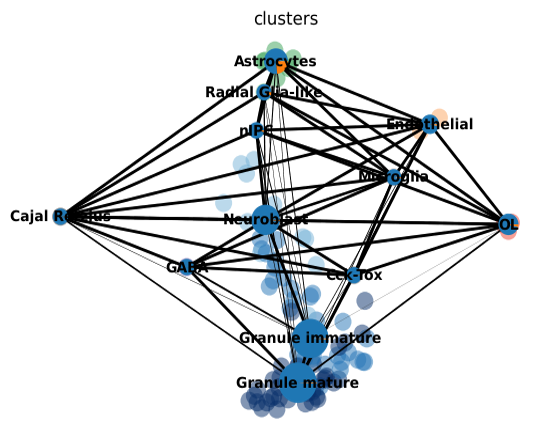 clusters
Astrocytes
Radial Glia-like
nIPC
Endothelial
Microglia
Cajal Retzius
Neuroblast
OL
GABA
Cck-Tox
Granule immature
Granule mature